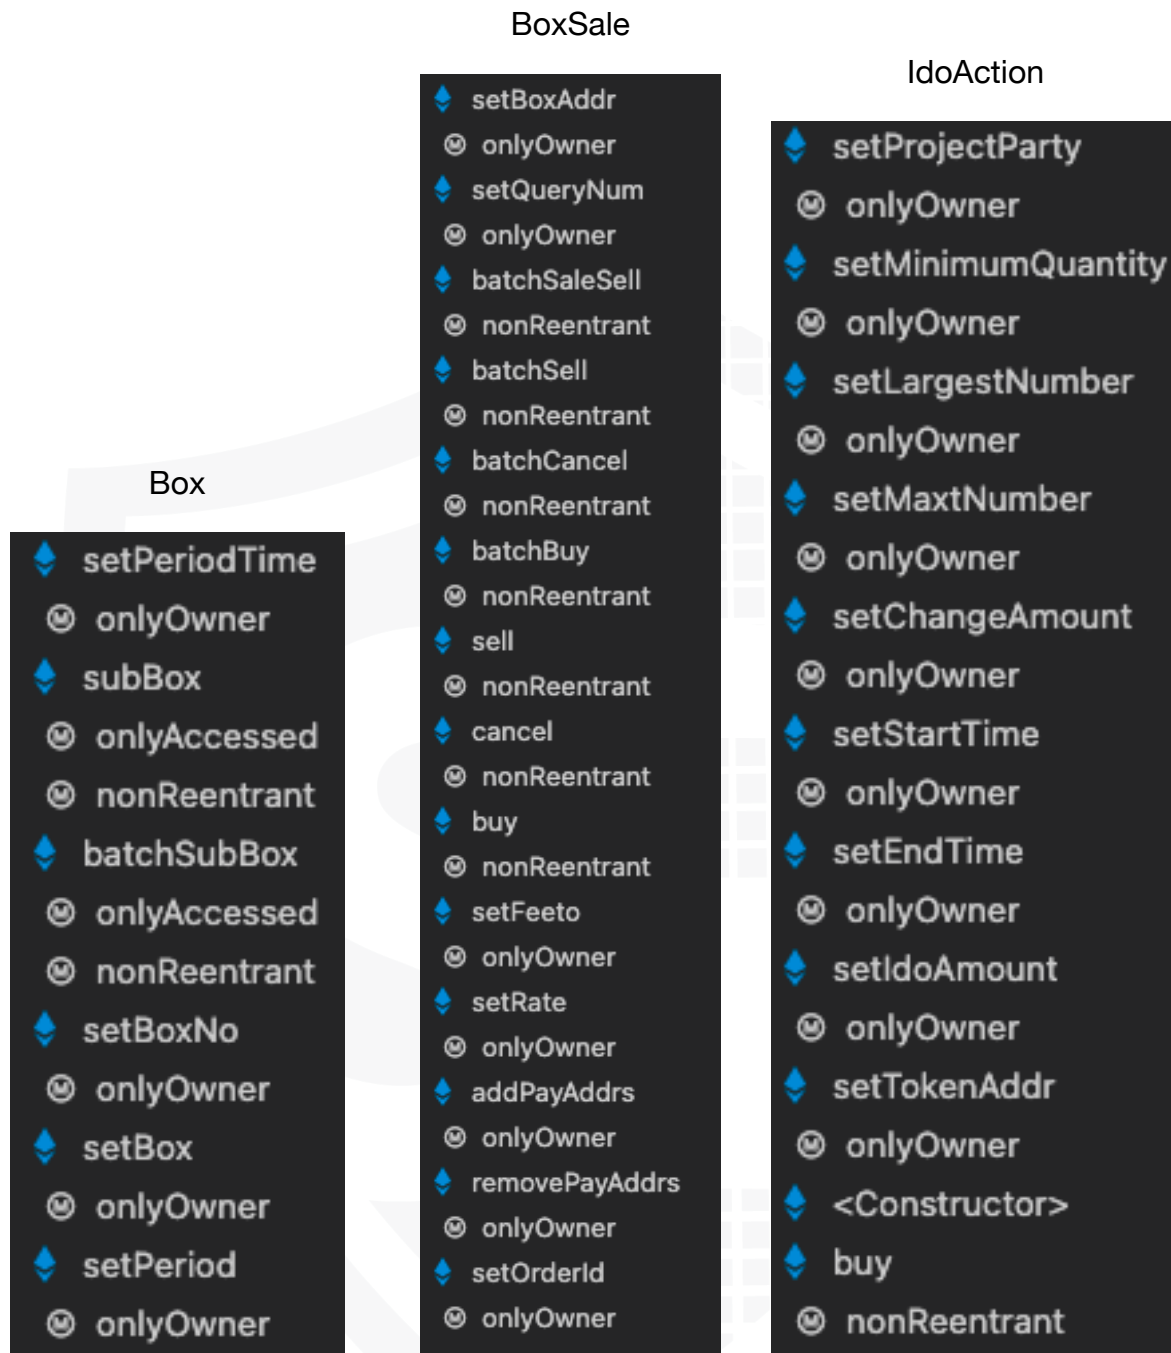 Box
setPeriodTime
onlyOwner
subBox
onlyAccessed
nonReentrant
batchSubBox
onlyAccessed
nonReentrant
setBoxNo
onlyOwner
setBox
onlyOwner
setPeriod
onlyOwner
BoxSale
setBoxAddr
onlyOwner
setQueryNum
onlyOwner
batchSaleSell
nonReentrant
batchSell
nonReentrant
batchCancel
nonReentrant
batchBuy
nonReentrant
sell
nonReentrant
cancel
nonReentrant
buy
nonReentrant
setFeeto
onlyOwner
setRate
onlyOwner
addPayAddrs
onlyOwner
removePayAddrs
onlyOwner
setOrderId
onlyOwner
IdoAction
setProjectParty
onlyOwner
setMinimumQuantity
onlyOwner
setLargestNumber
onlyOwner
setMaxtNumber
onlyOwner
setChangeAmount
onlyOwner
setStartTime
onlyOwner
setEndTime
onlyOwner
setIdoAmount
onlyOwner
setTokenAddr
onlyOwner
<Constructor>
buy
nonReentrant